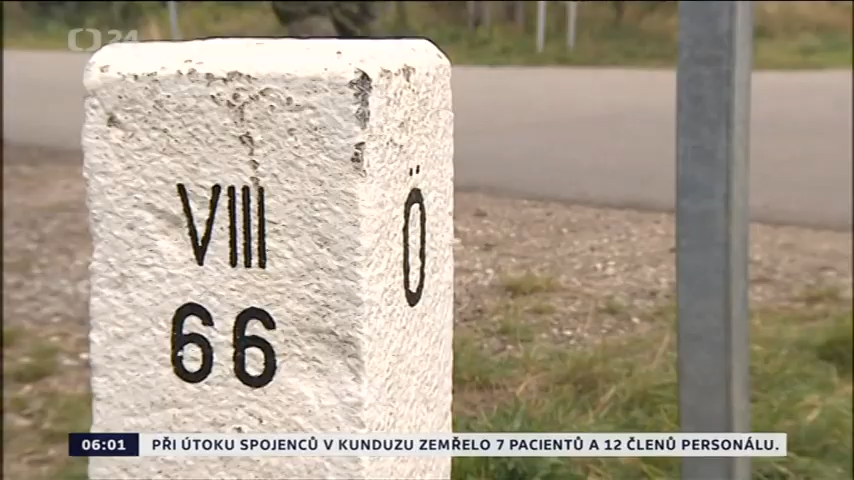 ČT24
VIII
Ö
66
06:01 PŘI ÚTOKU SPOJENCŮ V KUNDUZU ZEMŘELO 7 PACIENTŮ A 12 ČLENŮ PERSONÁLU.